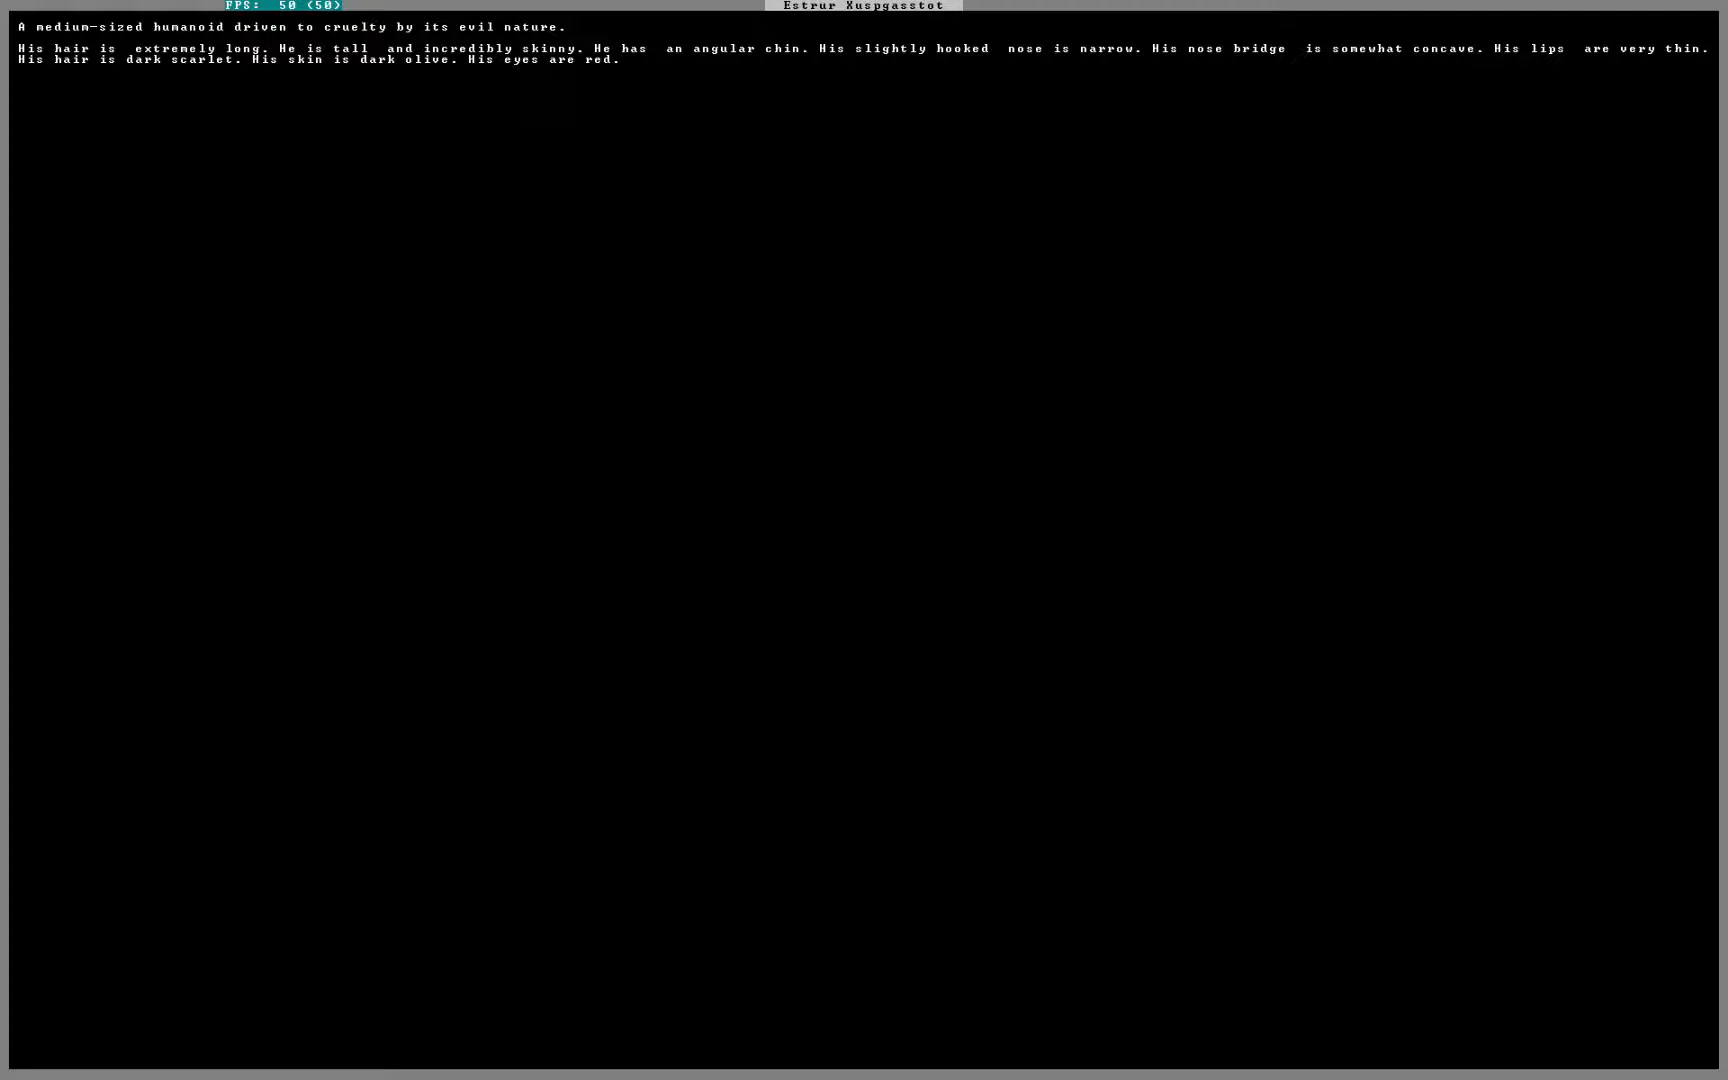 FPS:  50 (50)
Estrur Xuspgasstot
A medium-sized humanoid driven to cruelty by its evil nature.
His hair is  extremely long. He is tall  and incredibly skinny. He has  an angular chin. His slightly hooked  nose is narrow. His nose bridge  is somewhat concave. His lips  are very thin.
His hair is dark scarlet. His skin is dark olive. His eyes are red.